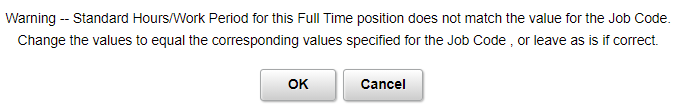 Warning -- Standard Hours/Work Period for this Full Time position does not match the value for the Job Code.
Change the values to equal the corresponding values specified for the Job Code , or leave as is if correct.
OK Cancel